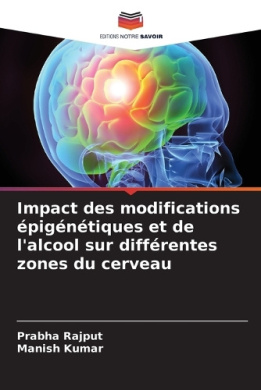 EDITIONS NOTRE SAVOIR
Impact des modifications
épigénétiques et de
l'alcool sur différentes
zones du cerveau
Prabha Rajput
Manish Kumar